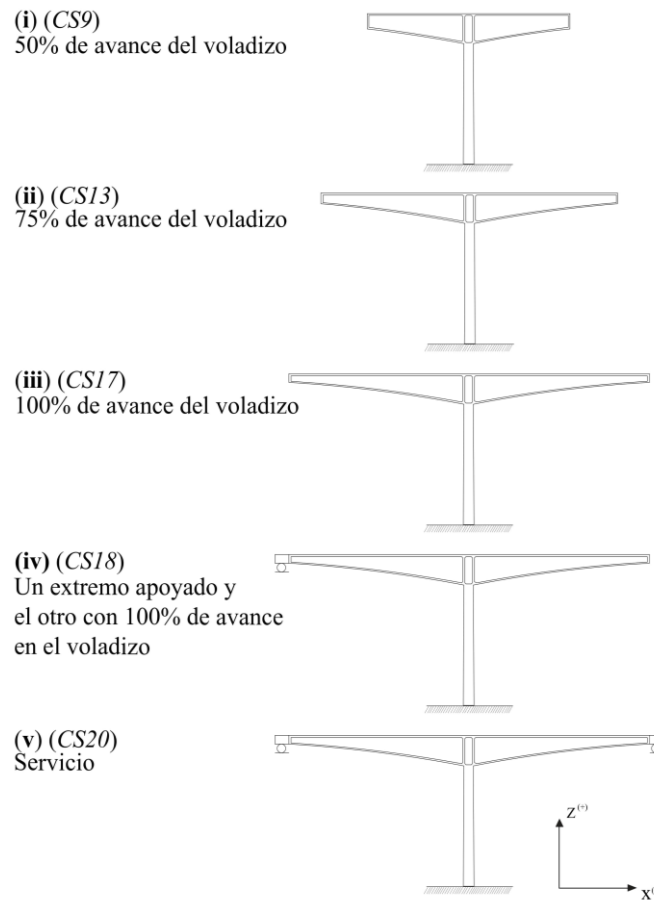 (i) (CS9)
50% de avance del voladizo
(ii) (CS13)
75% de avance del voladizo
(iii) (CS17)
100% de avance del voladizo
(iv) (CS18)
Un extremo apoyado y
el otro con 100% de avance
en el voladizo
(v) (CS20)
Servicio
Z(+)
X(